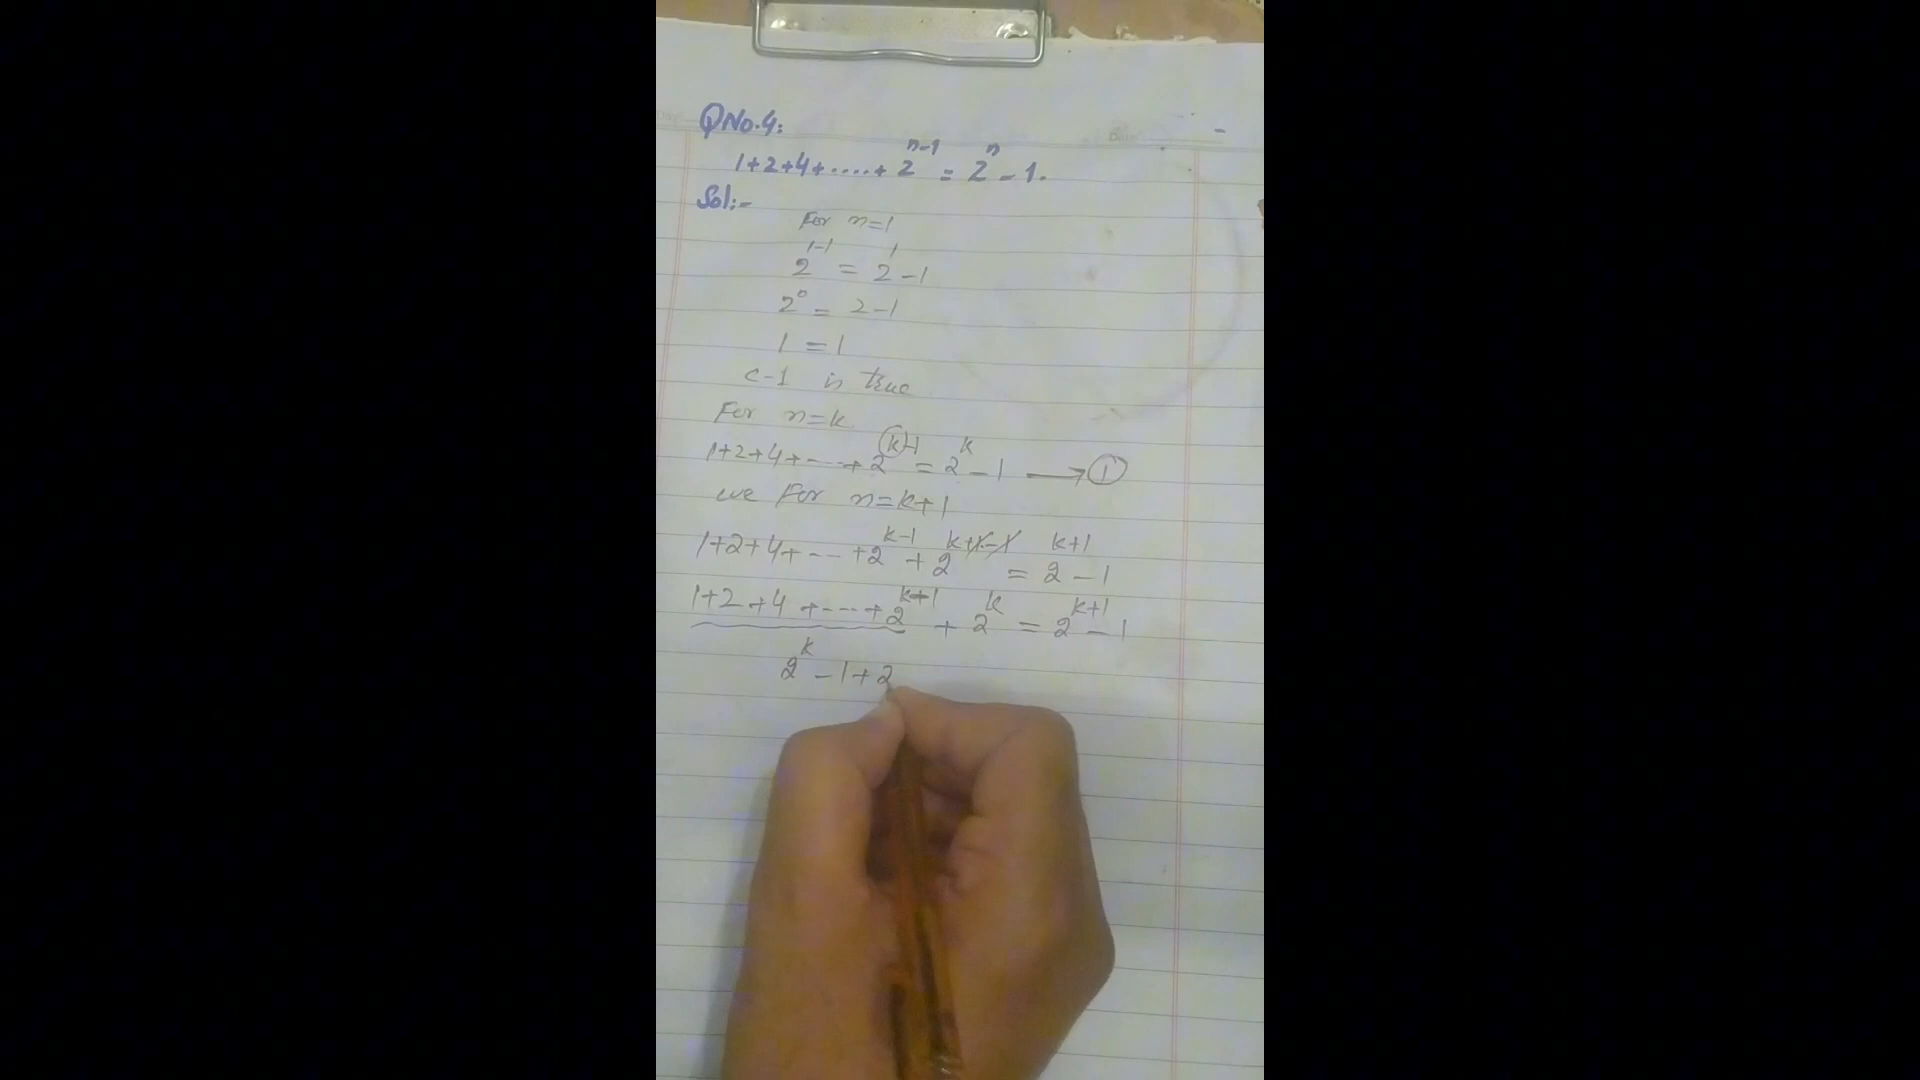 QNo.4:
1+2+4+.....+2^{n-1} = 2^n - 1.
Sol:-
For n=1
2^{1-1} = 2^1 - 1
2^0 = 2-1
1 = 1
c-1 is true
For n=k.
1+2+4+-----+2^{k-1} = 2^k - 1 → ①
we For n=k+1
1+2+4+---+2^{k-1}+2^{k+1-1} = 2^{k+1} - 1
1+2+4+----+2^{k+1} + 2^k = 2^{k+1} - 1
2^k - 1 + 2